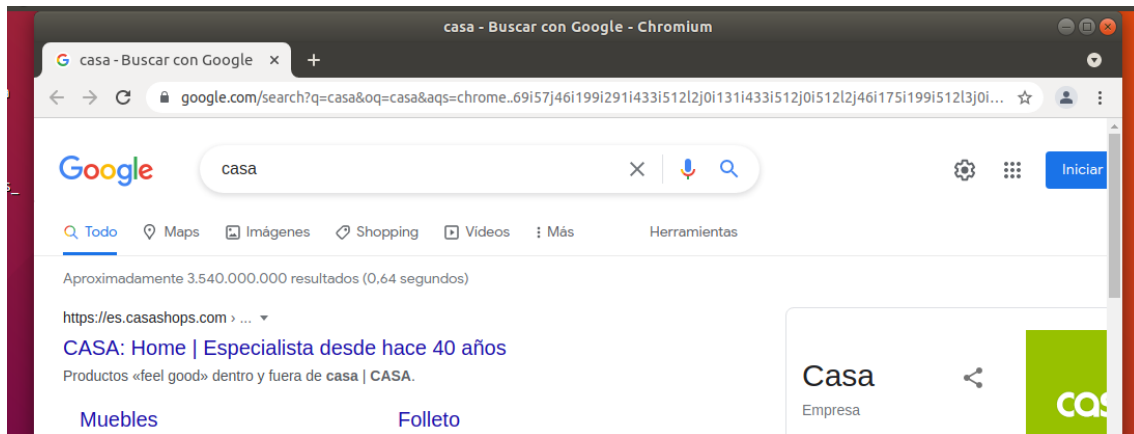 casa - Buscar con Google - Chromium
casa - Buscar con Google
google.com/search?q=casa&oq=casa&aqs=chrome..69i57j46i199i291i433i512l2j0i131i433i512j0i512l2j46i175i199i512l3j0i...
Google casa Iniciar
Todo Maps Imágenes Shopping Vídeos Más Herramientas
Aproximadamente 3.540.000.000 resultados (0,64 segundos)
https://es.casashops.com › ...
CASA: Home | Especialista desde hace 40 años
Productos «feel good» dentro y fuera de casa | CASA.
Muebles Folleto
Casa
Empresa